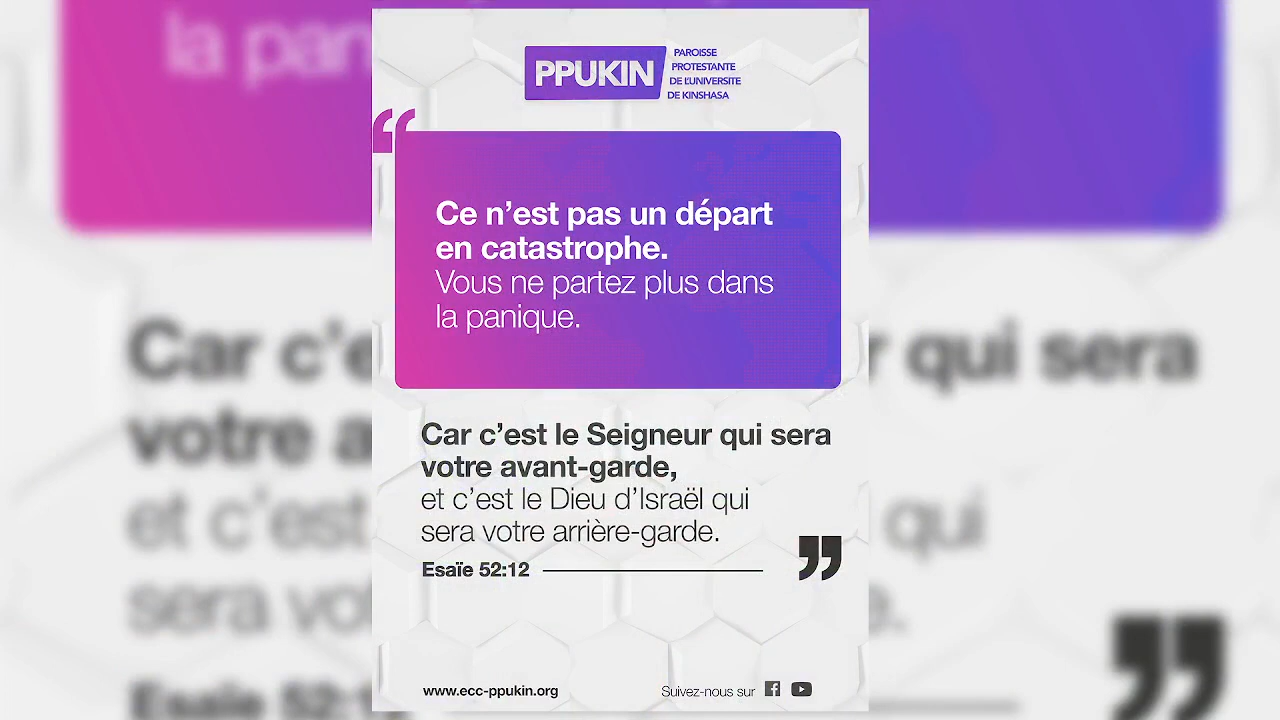 PPUKIN
PAROISSE
PROTESTANTE
DE L'UNIVERSITE
DE KINSHASA
“
Ce n’est pas un départ
en catastrophe.
Vous ne partez plus dans
la panique.
Car c’est le Seigneur qui sera
votre avant-garde,
et c’est le Dieu d’Israël qui
sera votre arrière-garde.
Esaïe 52:12
”
www.ecc-ppukin.org
Suivez-nous sur